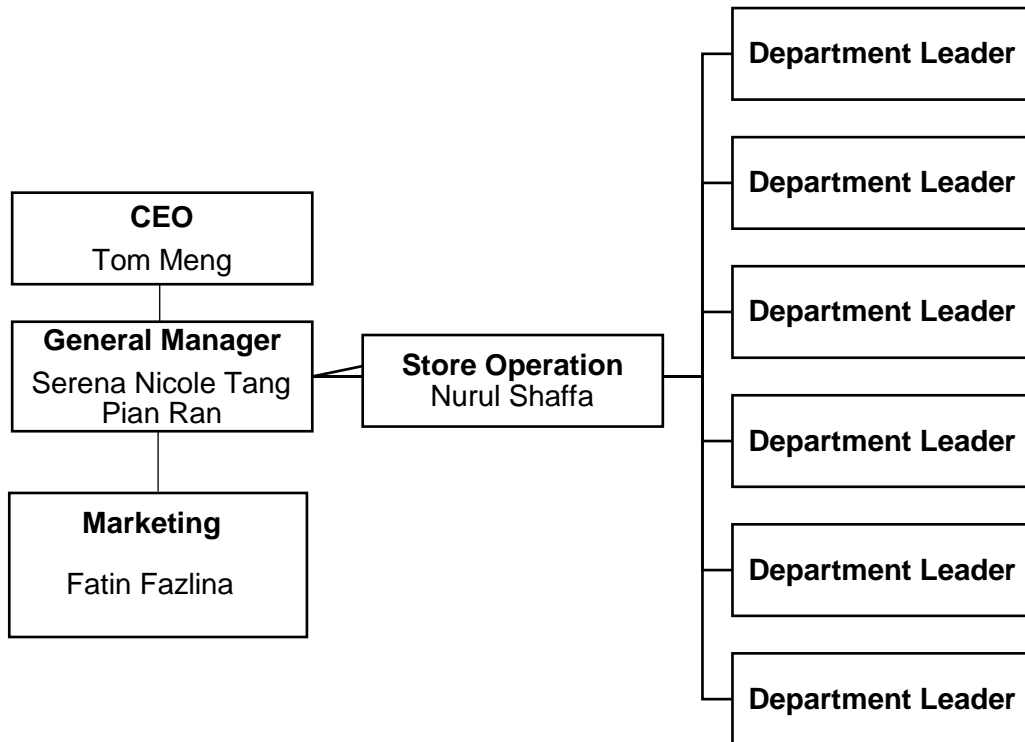 CEO
Tom Meng
General Manager
Serena Nicole Tang
Pian Ran
Marketing
Fatin Fazlina
Store Operation
Nurul Shaffa
Department Leader
Department Leader
Department Leader
Department Leader
Department Leader
Department Leader